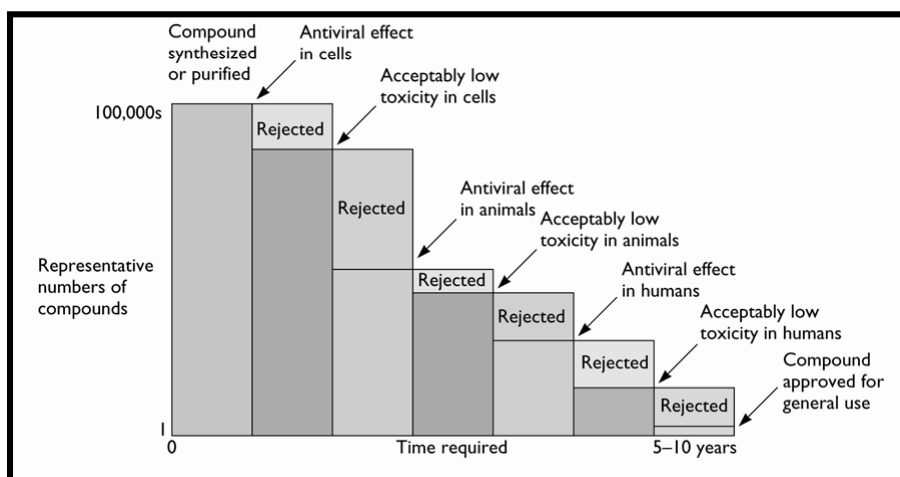 Compound
synthesized
or purified
Antiviral effect
in cells
Acceptably low
toxicity in cells
100,000s
Rejected
Rejected
Antiviral effect
in animals
Acceptably low
toxicity in animals
Representative
numbers of
compounds
Rejected
Antiviral effect
in humans
Rejected
Acceptably low
toxicity in humans
Rejected
Compound
approved for
general use
Rejected
1
0
Time required
5–10 years